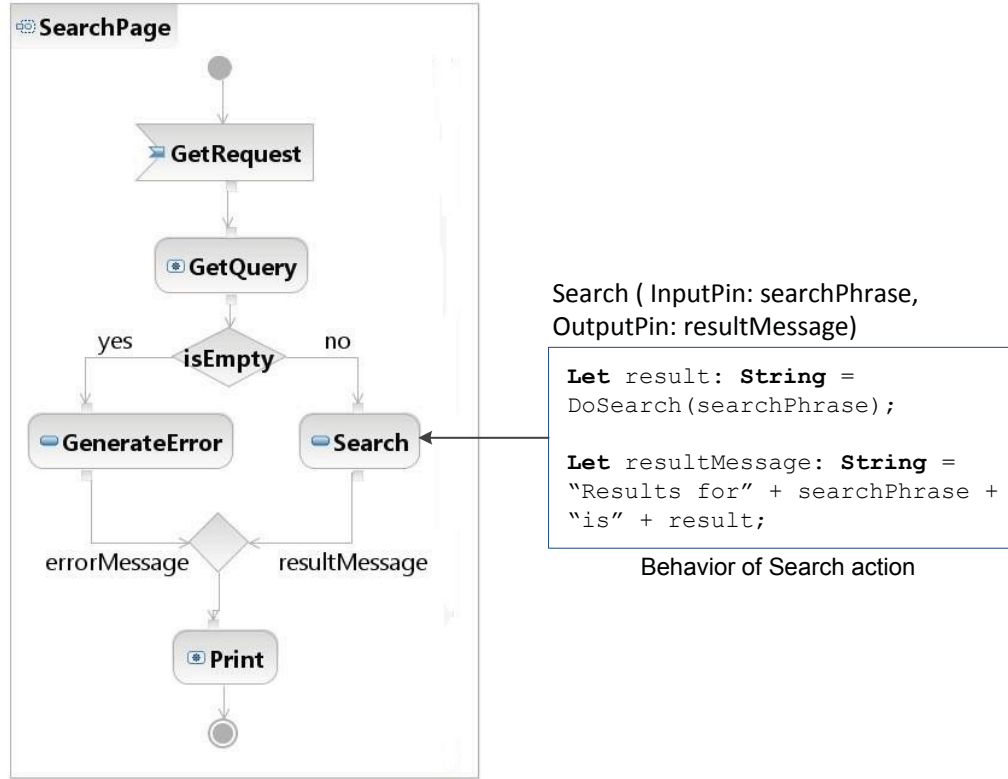 SearchPage
GetRequest
GetQuery
yes
isEmpty
no
GenerateError
Search
errorMessage
resultMessage
Print
Search ( InputPin: searchPhrase,
OutputPin: resultMessage)
Let result: String =
DoSearch(searchPhrase);
Let resultMessage: String =
“Results for” + searchPhrase +
“is” + result;
Behavior of Search action